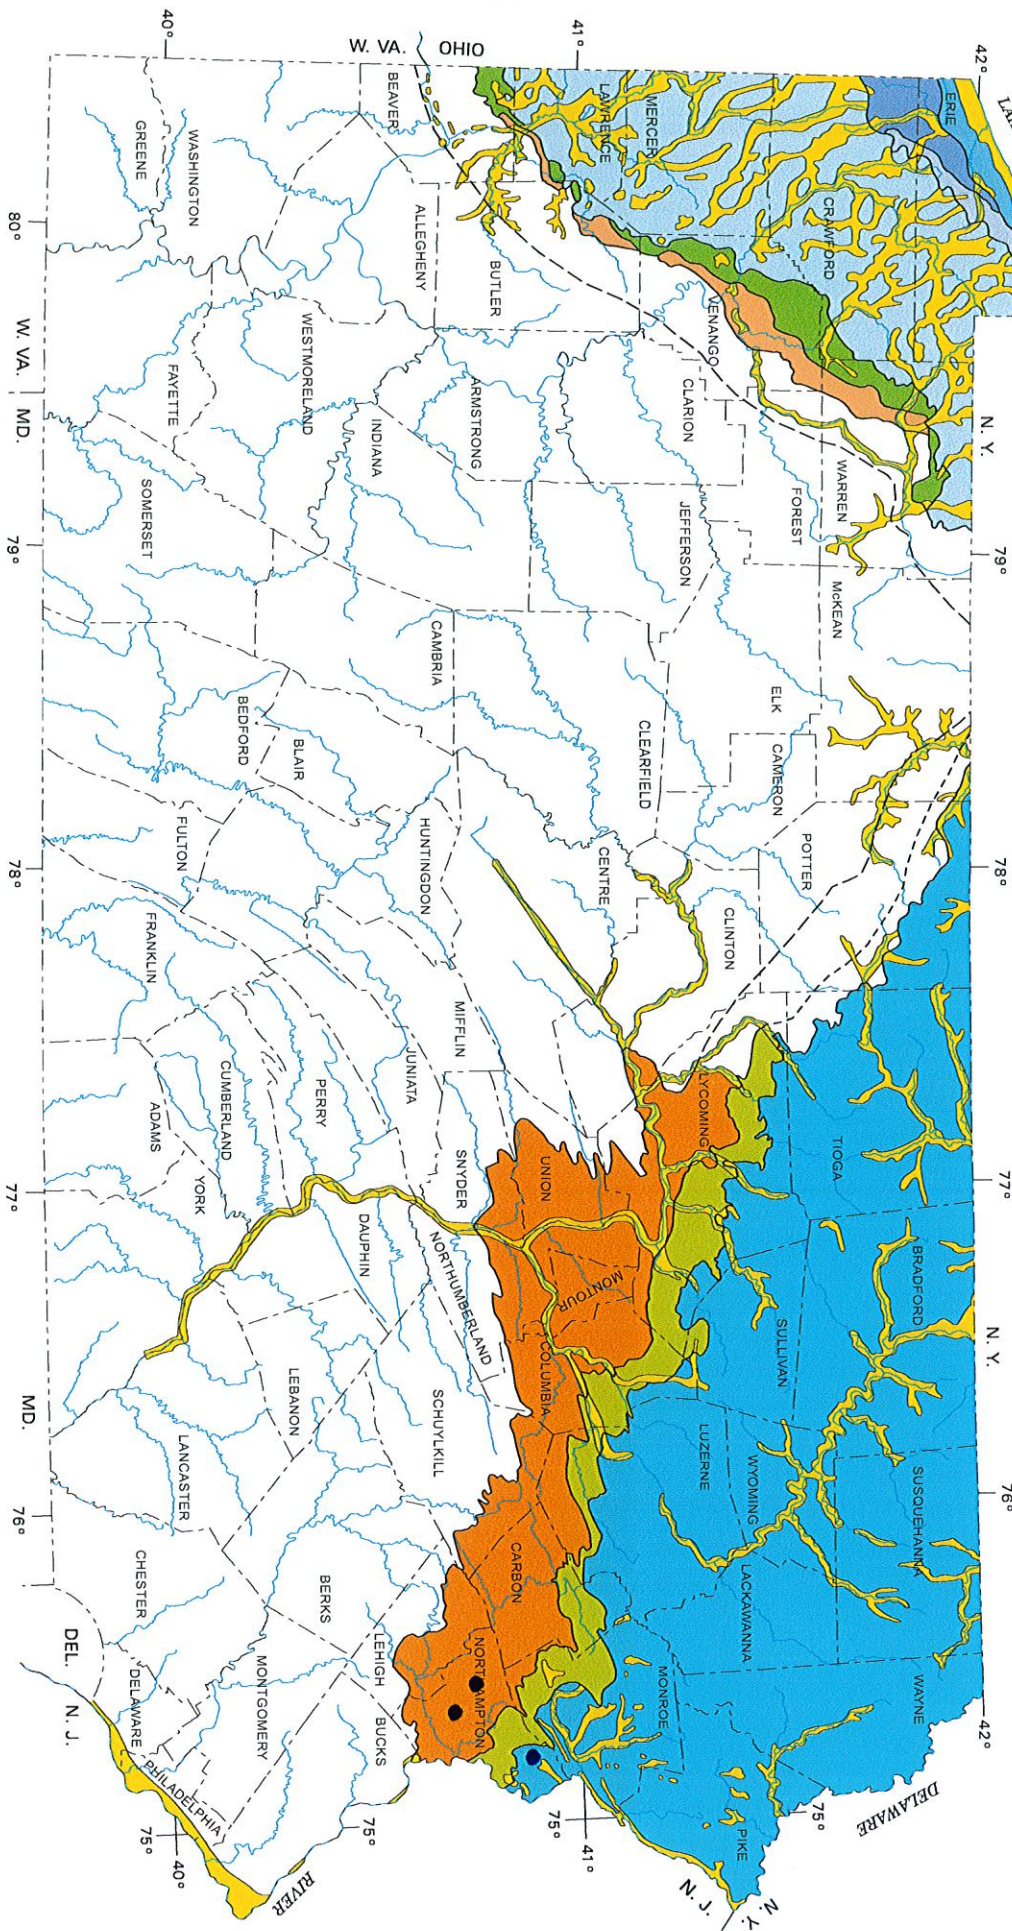 LA
42°
N. Y.
79°
78°
77°
N. Y.
76°
42°
DELAWARE
75°
N. Y.
N. J.
41°
75°
75°
40°
RIVER
ERIE
CRAWFORD
WARREN
McKEAN
POTTER
TIOGA
BRADFORD
SUSQUEHANNA
WAYNE
PIKE
MERCER
VENANGO
FOREST
ELK
CAMERON
CLINTON
LYCOMING
SULLIVAN
WYOMING
LACKAWANNA
MONROE
LAWRENCE
BUTLER
CLARION
JEFFERSON
CLEARFIELD
CENTRE
UNION
MONTOUR
COLUMBIA
LUZERNE
CARBON
NORTHAMPTON
OHIO
41°
BEAVER
ALLEGHENY
ARMSTRONG
INDIANA
CAMBRIA
BLAIR
HUNTINGDON
MIFFLIN
JUNIATA
SNYDER
NORTHUMBERLAND
SCHUYLKILL
LEHIGH
BUCKS
W. VA.
WASHINGTON
WESTMORELAND
BEDFORD
PERRY
DAUPHIN
LEBANON
BERKS
MONTGOMERY
PHILADELPHIA
40°
GREENE
FAYETTE
SOMERSET
FULTON
FRANKLIN
CUMBERLAND
ADAMS
YORK
LANCASTER
CHESTER
DELAWARE
80°
W. VA.
MD.
79°
78°
77°
MD.
76°
DEL.
N. J.